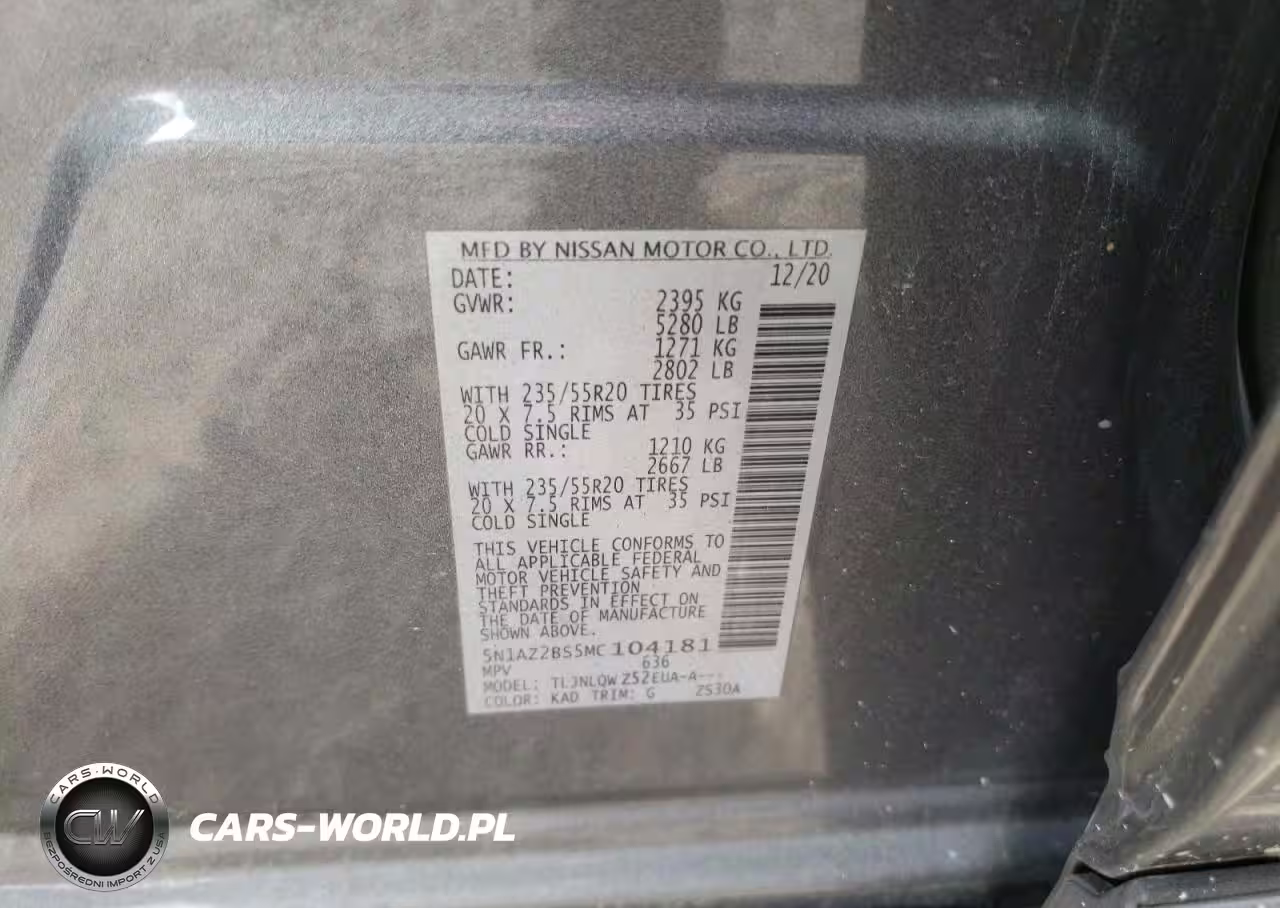 MFD BY NISSAN MOTOR CO., LTD.
DATE: 12/20
GVWR: 2395 KG
5280 LB
GAWR FR.: 1271 KG
2802 LB
WITH 235/55R20 TIRES
20 X 7.5 RIMS AT 35 PSI
COLD SINGLE
GAWR RR.: 1210 KG
2667 LB
WITH 235/55R20 TIRES
20 X 7.5 RIMS AT 35 PSI
COLD SINGLE
THIS VEHICLE CONFORMS TO
ALL APPLICABLE FEDERAL
MOTOR VEHICLE SAFETY AND
THEFT PREVENTION
STANDARDS IN EFFECT ON
THE DATE OF MANUFACTURE
SHOWN ABOVE.
5N1AZ2BS5MC104181
MPV 636
MODEL: TLJNLQW Z52EUA-A---
COLOR: KAD TRIM: G Z530A
CARS-WORLD
CW
BEZPOŚREDNI IMPORT Z USA
CARS-WORLD.PL